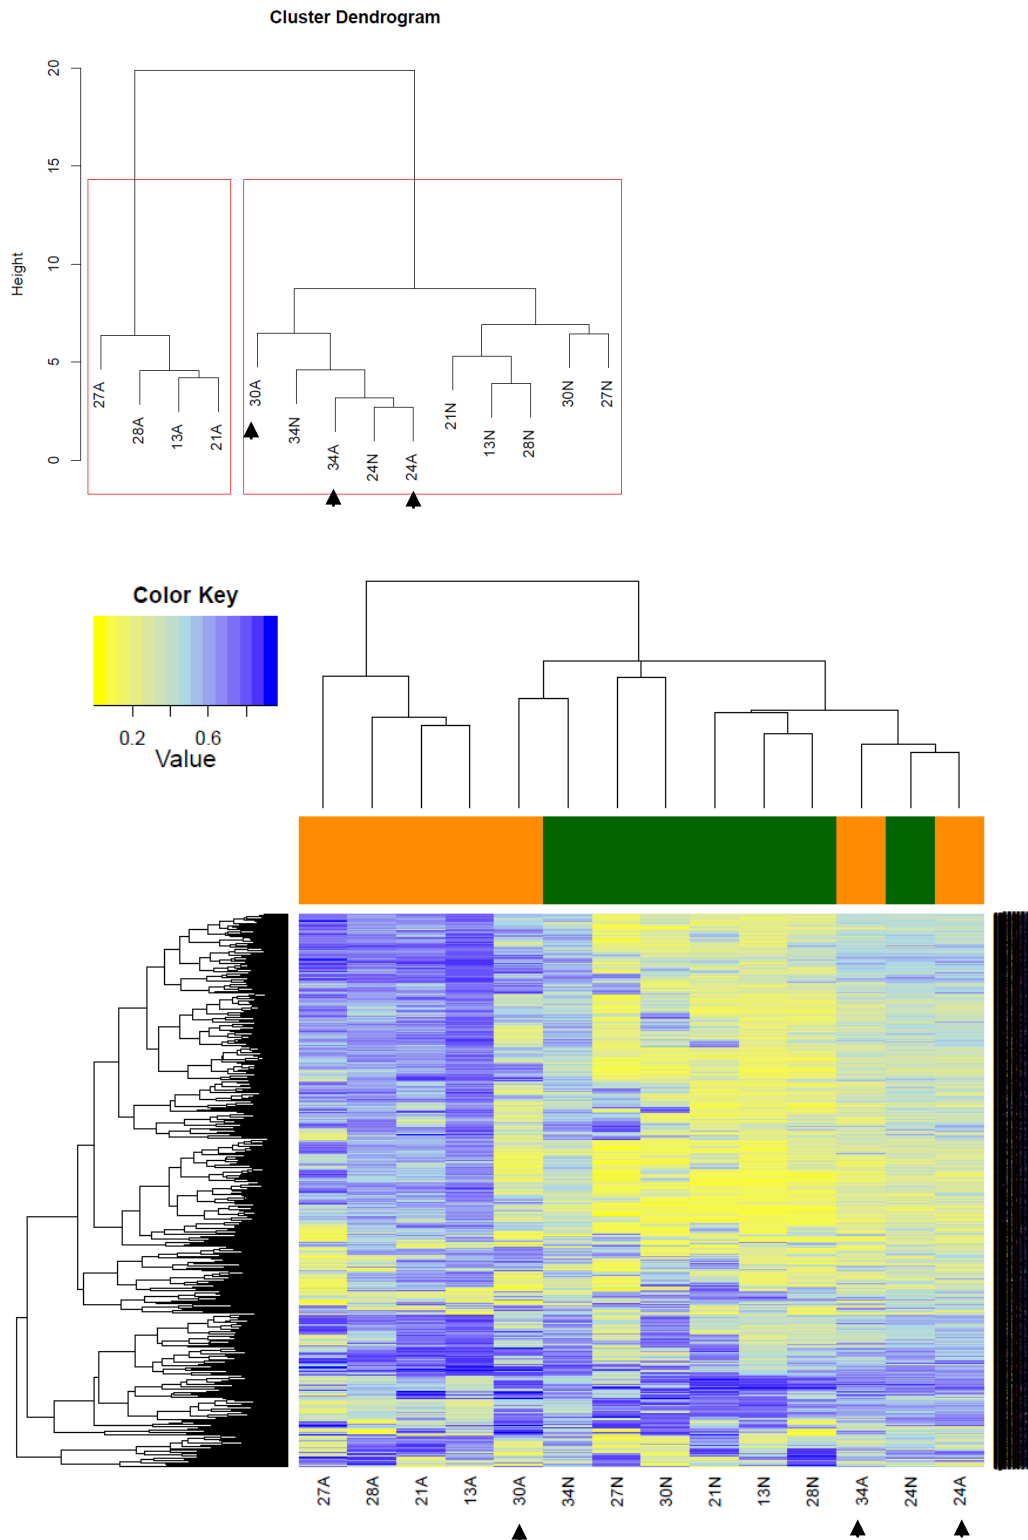 Cluster Dendrogram
Height
20
15
10
5
0
27A
28A
13A
21A
30A
34N
34A
24N
24A
21N
13N
28N
30N
27N
Color Key
0.2 0.6
Value
27A 28A 21A 13A 30A 34N 27N 30N 21N 13N 28N 34A 24N 24A